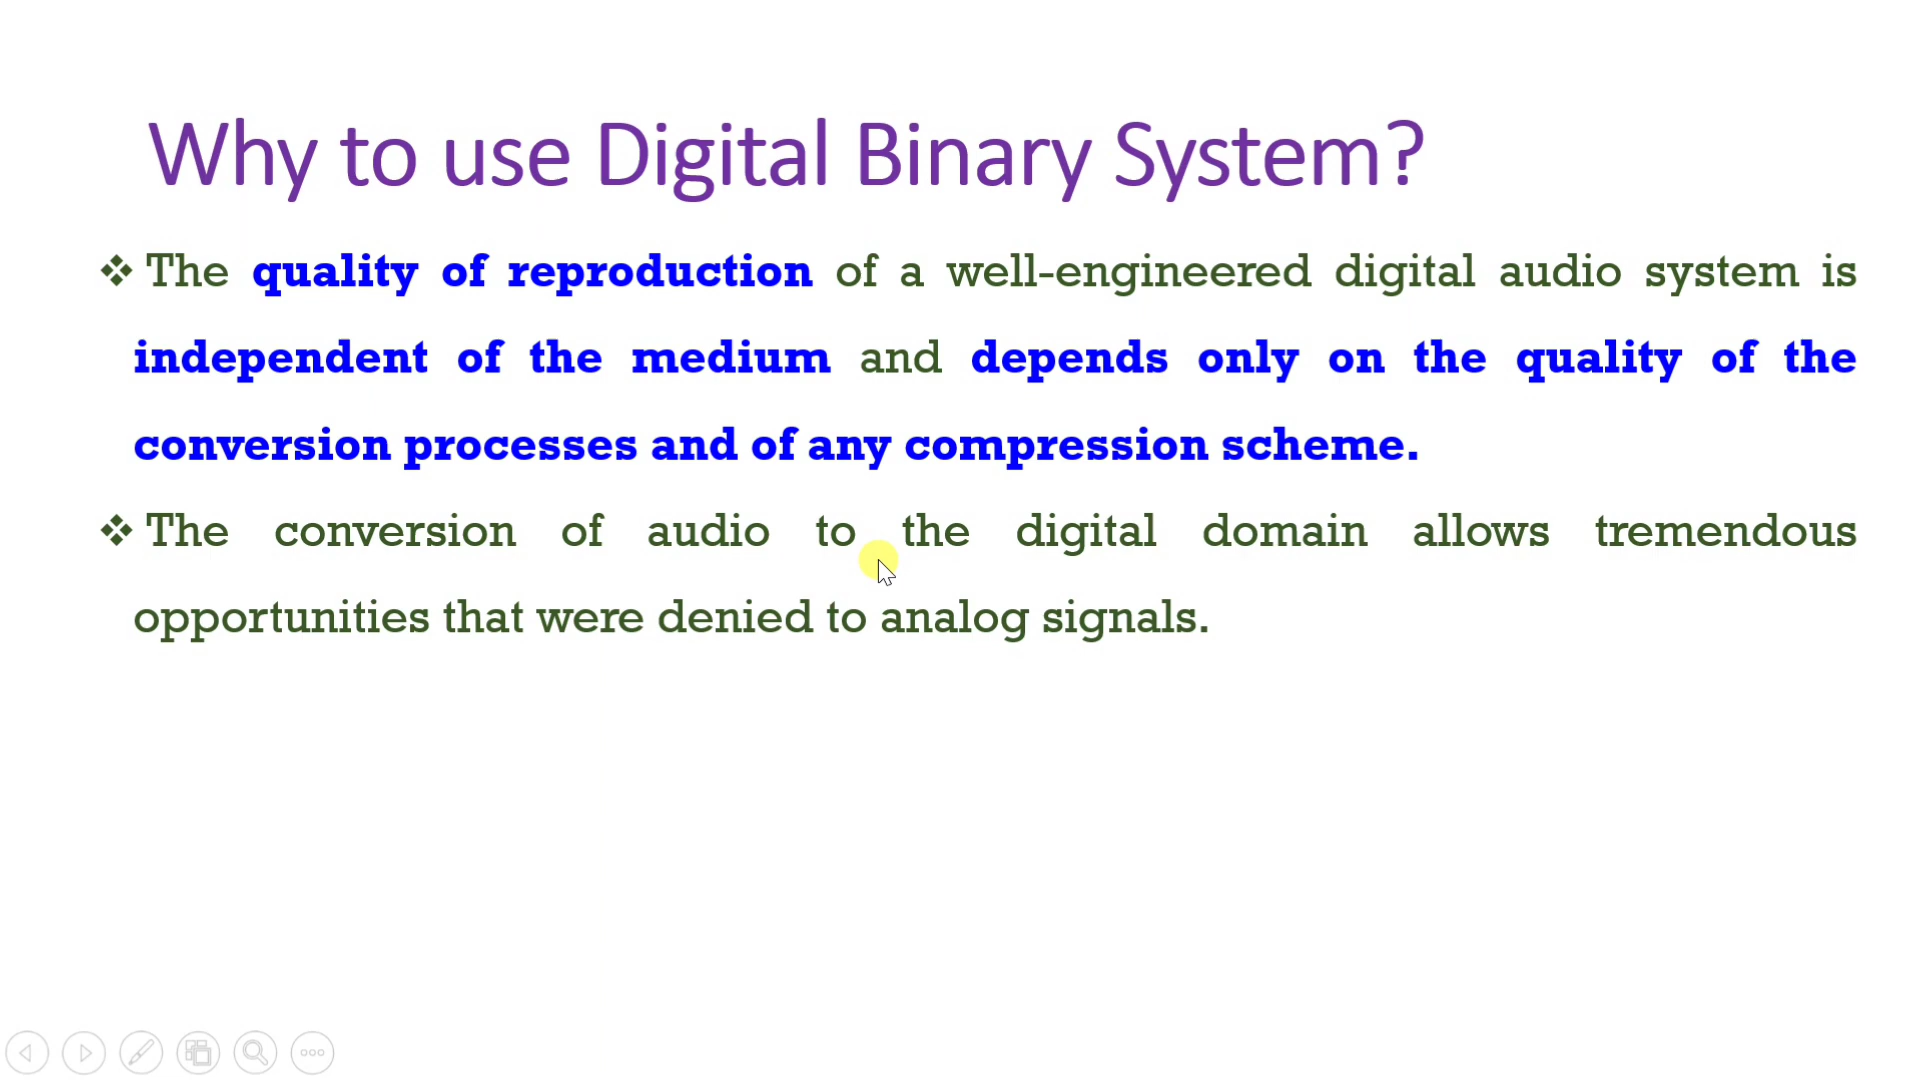 Why to use Digital Binary System?
❖ The quality of reproduction of a well-engineered digital audio system is
independent of the medium and depends only on the quality of the
conversion processes and of any compression scheme.
❖ The conversion of audio to the digital domain allows tremendous
opportunities that were denied to analog signals.